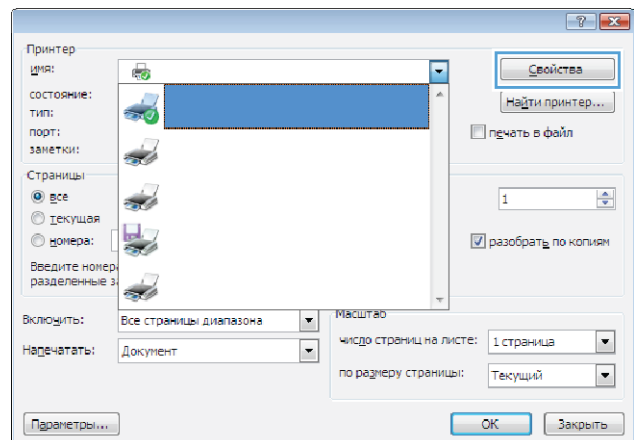 Принтер
имя:
Свойства
состояние:
Найти принтер...
тип:
порт:
печать в файл
заметки:
Страницы
все
1
текущая
номера:
разобрать по копиям
Введите
разделенные
Включить: Все страницы диапазона
Масштаб
число страниц на листе: 1 страница
Напечатать: Документ
по размеру страницы: Текущий
Параметры...
ОК
Закрыть